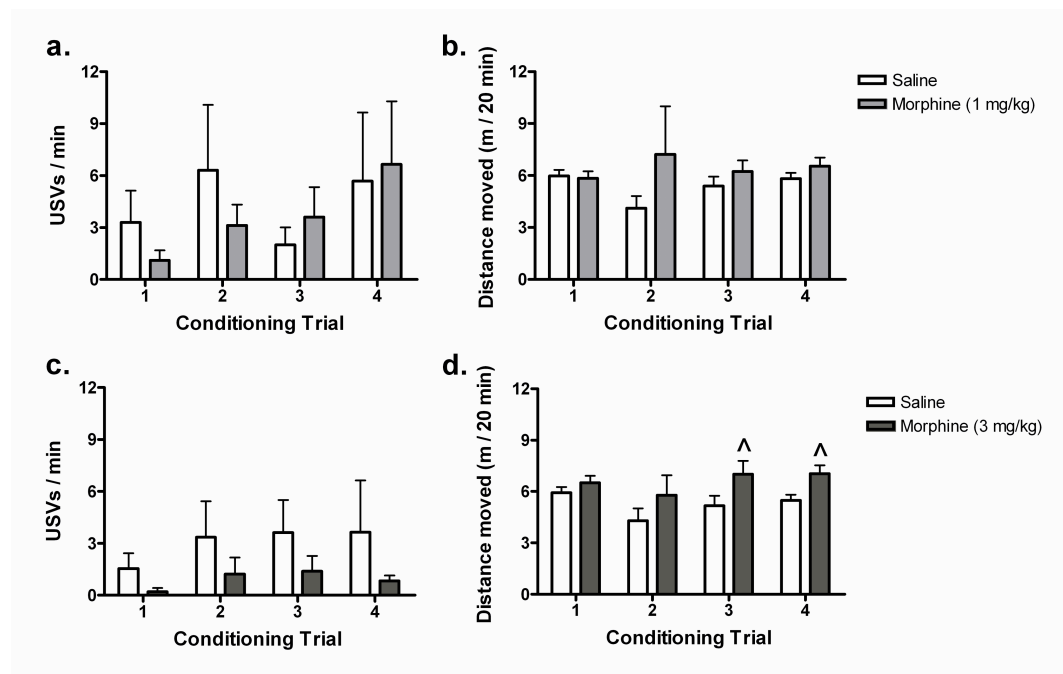 a.
USVs / min
12
9
6
3
0
1 2 3 4
Conditioning Trial
b.
Distance moved (m / 20 min)
12
9
6
3
0
1 2 3 4
Conditioning Trial
Saline
Morphine (1 mg/kg)
c.
USVs / min
12
9
6
3
0
1 2 3 4
Conditioning Trial
d.
Distance moved (m / 20 min)
12
9
6
3
0
^ ^
1 2 3 4
Conditioning Trial
Saline
Morphine (3 mg/kg)